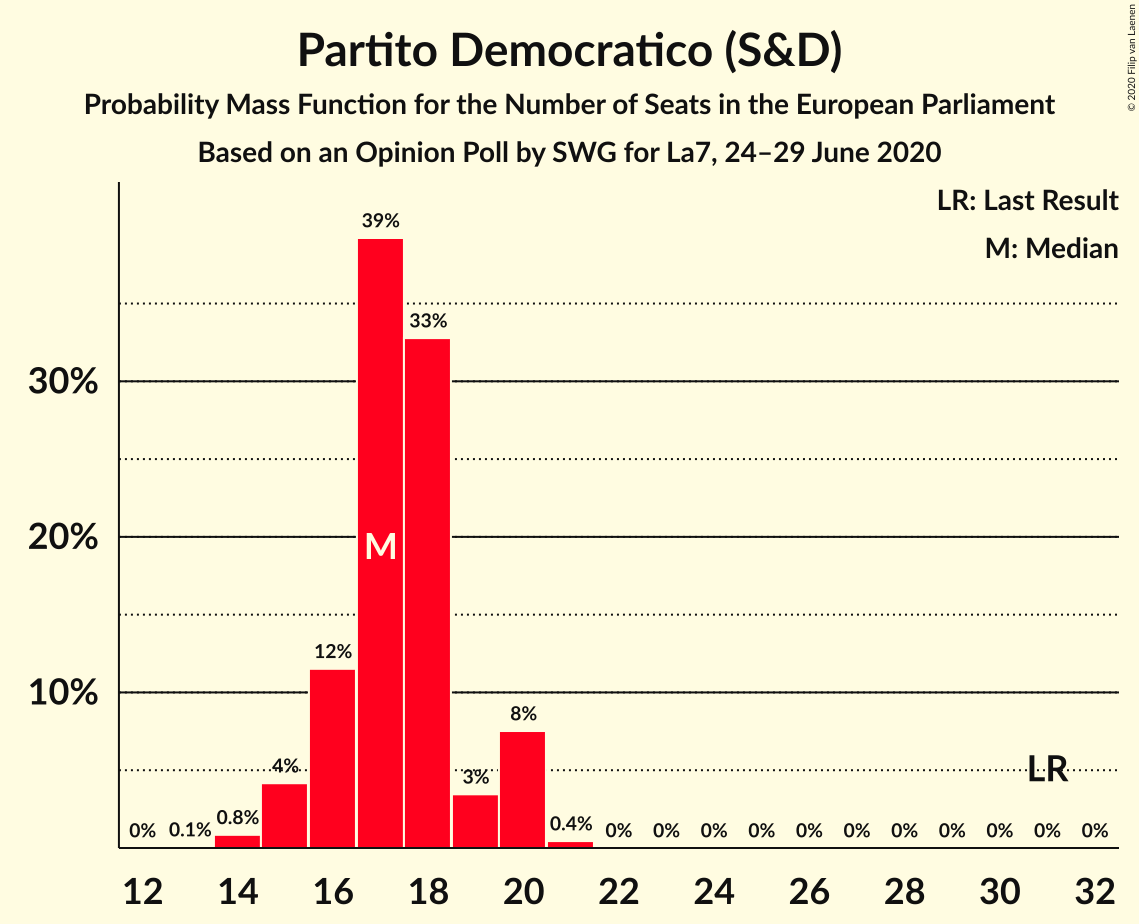 Partito Democratico (S&D)
Probability Mass Function for the Number of Seats in the European Parliament
Based on an Opinion Poll by SWG for La7, 24–29 June 2020
© 2020 Filip van Laenen
LR: Last Result
M: Median
39%
33%
30%
20%
M
12%
10%
8%
4%
3%
LR
0% 0.1% 0.8% 0.4% 0% 0% 0% 0% 0% 0% 0% 0% 0% 0% 0%
12 14 16 18 20 22 24 26 28 30 32